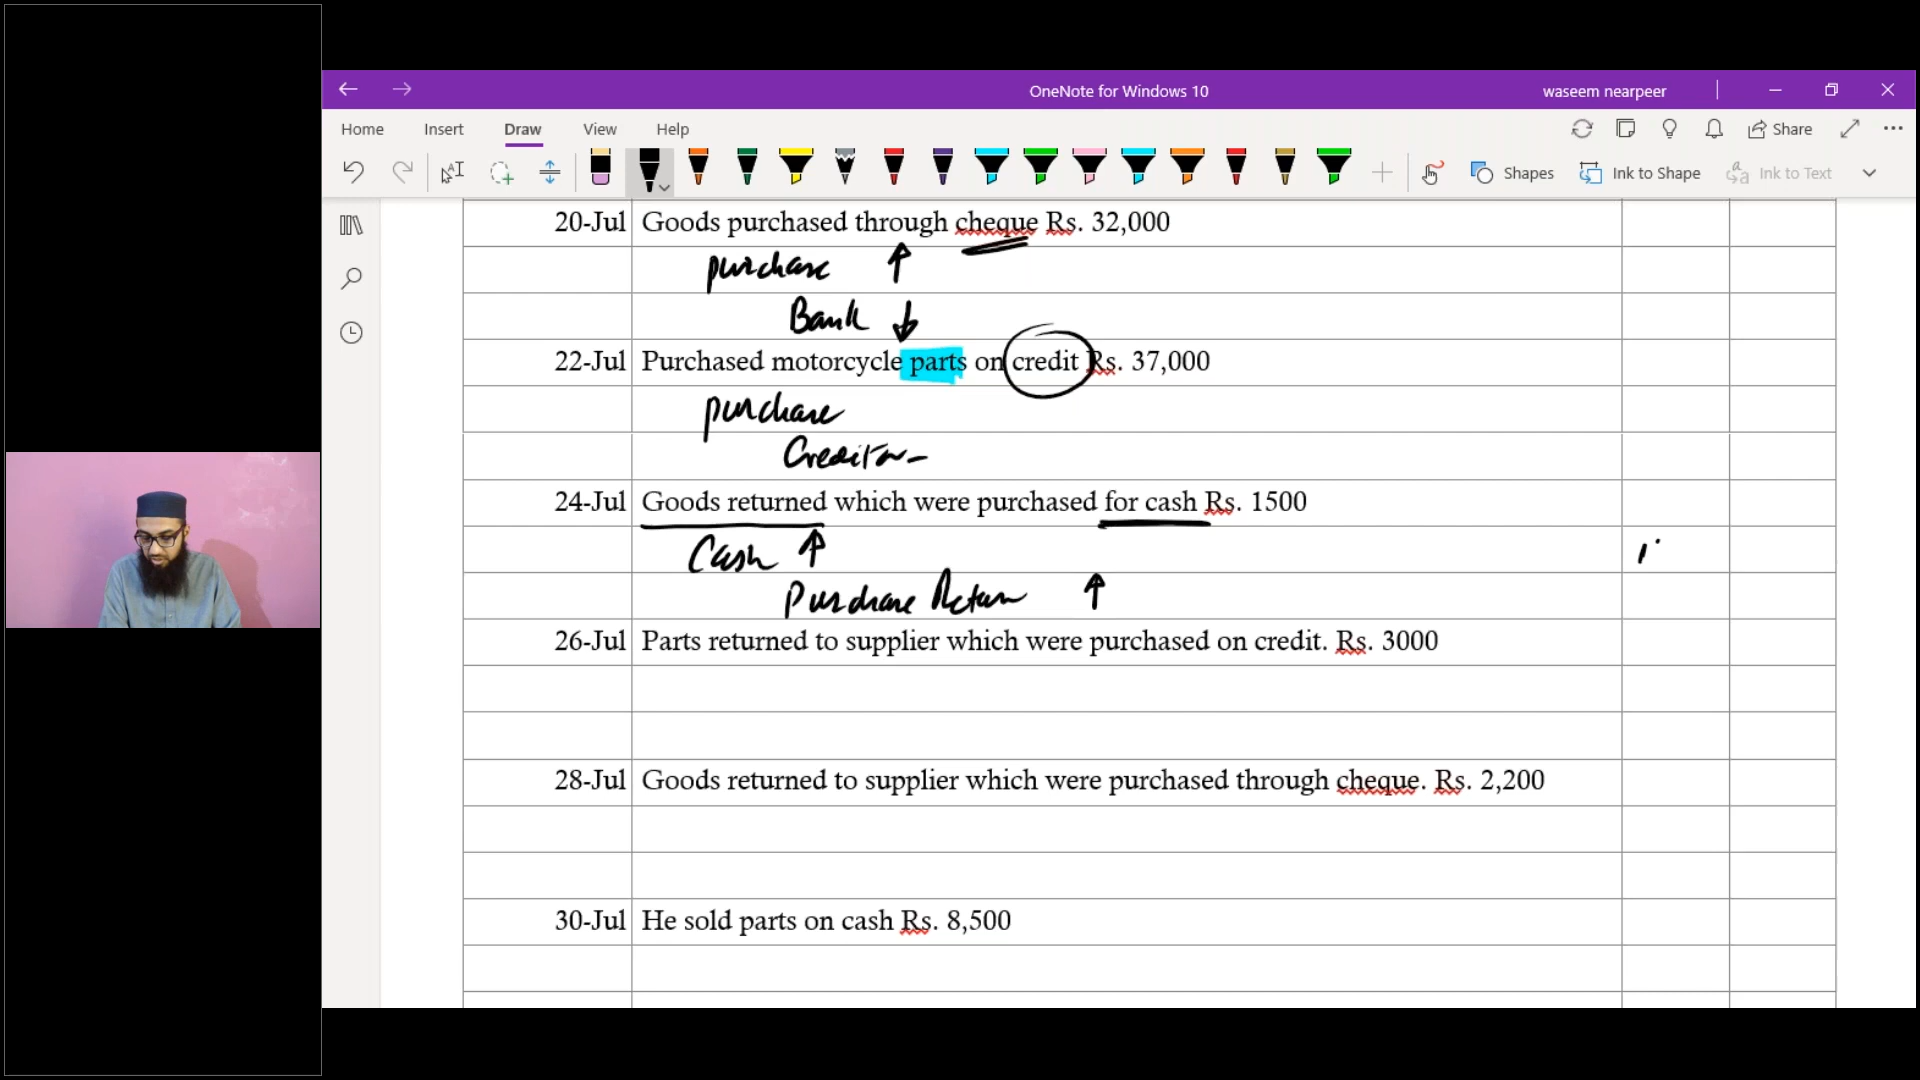 OneNote for Windows 10
waseem nearpeer
Home Insert Draw View Help
Share
Shapes Ink to Shape Ink to Text
20-Jul Goods purchased through cheque Rs. 32,000
purchase ↑
Bank ↓
22-Jul Purchased motorcycle parts on credit Rs. 37,000
purchase
Creditor
24-Jul Goods returned which were purchased for cash Rs. 1500
Cash ↑
Purchase Return ↑
26-Jul Parts returned to supplier which were purchased on credit. Rs. 3000
28-Jul Goods returned to supplier which were purchased through cheque. Rs. 2,200
30-Jul He sold parts on cash Rs. 8,500